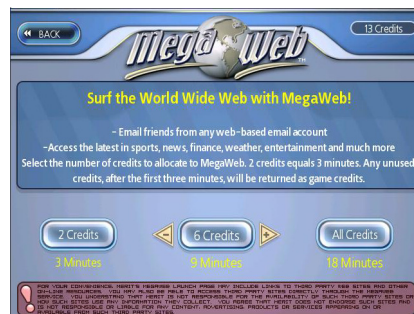 BACK
13 Credits
Mega Web TM
Surf the World Wide Web with MegaWeb!
- Email friends from any web-based email account
-Access the latest in sports, news, finance, weather, entertainment and much more
Select the number of credits to allocate to MegaWeb. 2 credits equals 3 minutes. Any unused
credits, after the first three minutes, will be returned as game credits.
2 Credits
6 Credits
All Credits
3 Minutes
9 Minutes
18 Minutes
FOR YOUR CONVENIENCE, MERIT'S MEGAWEB LAUNCH PAGE MAY INCLUDE LINKS TO THIRD PARTY WEB SITES AND OTHER
ON-LINE RESOURCES. YOU MAY ALSO BE ABLE TO ACCESS THIRD PARTY SITES DIRECTLY THROUGH THE MEGAWEB
SERVICE. YOU UNDERSTAND THAT MERIT IS NOT RESPONSIBLE FOR THE AVAILABILITY OF SUCH THIRD PARTY SITES OR
HOW SUCH SITES USE ANY INFORMATION THEY COLLECT. YOU AGREE THAT MERIT DOES NOT ENDORSE SUCH SITES AND
IS NOT RESPONSIBLE OR LIABLE FOR ANY CONTENT, ADVERTISING, PRODUCTS OR SERVICES APPEARING ON OR
AVAILABLE FROM SUCH THIRD PARTY SITES.